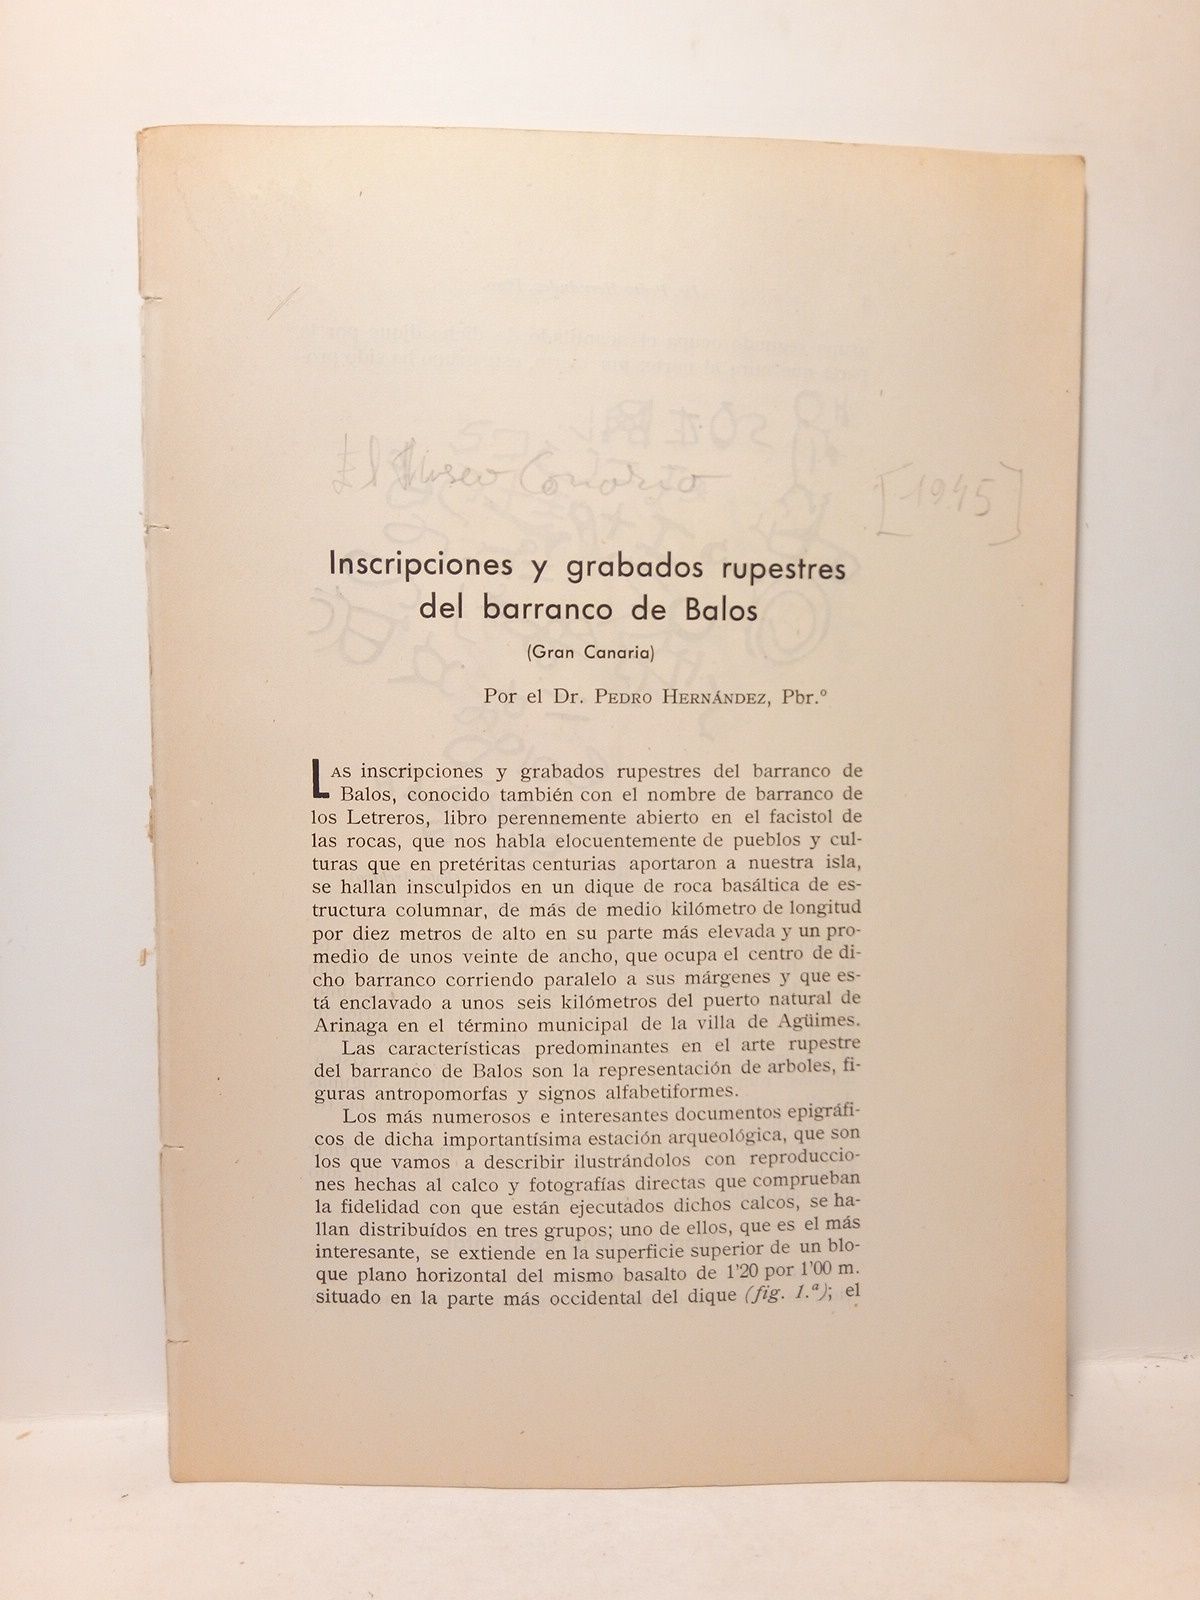 El Museo Canario
[1945]
Inscripciones y grabados rupestres
del barranco de Balos
(Gran Canaria)
Por el Dr. PEDRO HERNÁNDEZ, Pbr.º
LAS inscripciones y grabados rupestres del barranco de
Balos, conocido también con el nombre de barranco de
los Letreros, libro perennemente abierto en el facistol de
las rocas, que nos habla elocuentemente de pueblos y cul-
turas que en pretéritas centurias aportaron a nuestra isla,
se hallan insculpidos en un dique de roca basáltica de es-
tructura columnar, de más de medio kilómetro de longitud
por diez metros de alto en su parte más elevada y un pro-
medio de unos veinte de ancho, que ocupa el centro de di-
cho barranco corriendo paralelo a sus márgenes y que es-
tá enclavado a unos seis kilómetros del puerto natural de
Arinaga en el término municipal de la villa de Agüimes.
Las características predominantes en el arte rupestre
del barranco de Balos son la representación de arboles, fi-
guras antropomorfas y signos alfabetiformes.
Los más numerosos e interesantes documentos epigráfi-
cos de dicha importantísima estación arqueológica, que son
los que vamos a describir ilustrándolos con reproduccio-
nes hechas al calco y fotografías directas que comprueban
la fidelidad con que están ejecutados dichos calcos, se ha-
llan distribuídos en tres grupos; uno de ellos, que es el más
interesante, se extiende en la superficie superior de un blo-
que plano horizontal del mismo basalto de 1'20 por 1'00 m.
situado en la parte más occidental del dique (fig. 1.ª); el